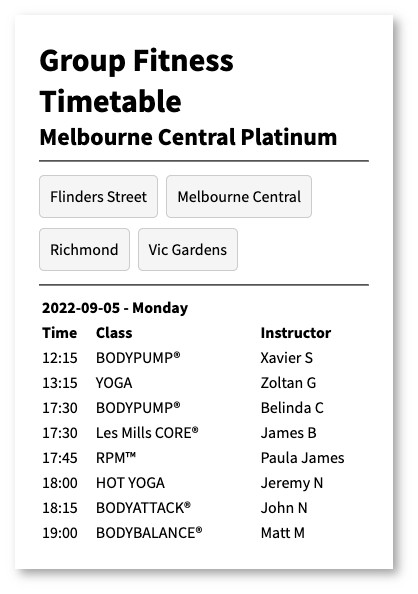 Group Fitness
Timetable
Melbourne Central Platinum
Flinders Street Melbourne Central
Richmond Vic Gardens
2022-09-05 - Monday
Time Class Instructor
12:15 BODYPUMP® Xavier S
13:15 YOGA Zoltan G
17:30 BODYPUMP® Belinda C
17:30 Les Mills CORE® James B
17:45 RPM™ Paula James
18:00 HOT YOGA Jeremy N
18:15 BODYATTACK® John N
19:00 BODYBALANCE® Matt M